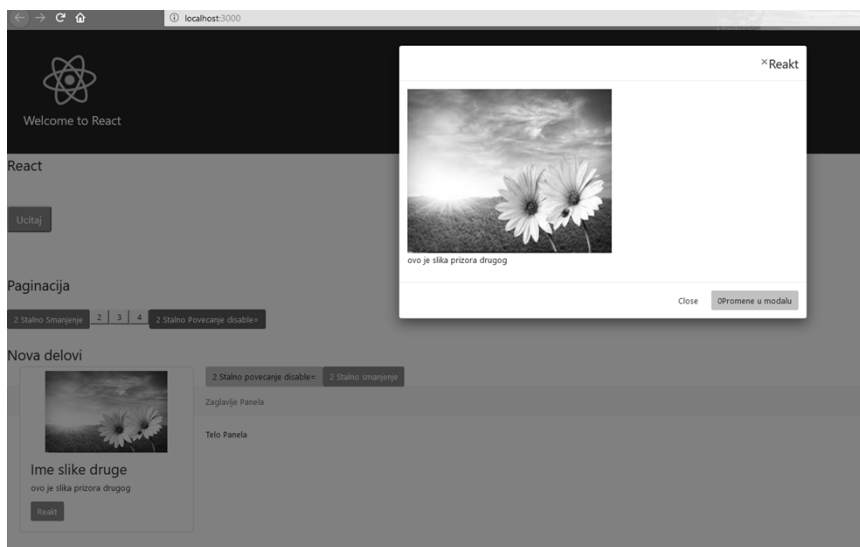 localhost:3000
Welcome to React
×Reakt
ovo je slika prizora drugog
Close
0Promene u modalu
React
Ucitaj
Paginacija
2 Stalno Smanjenje 2 3 4 2 Stalno Povecanje disable=
Nova delovi
2 Stalno povecanje disable= 2 Stalno smanjenje
Zaglavlje Panela
Telo Panela
Ime slike druge
ovo je slika prizora drugog
Reakt